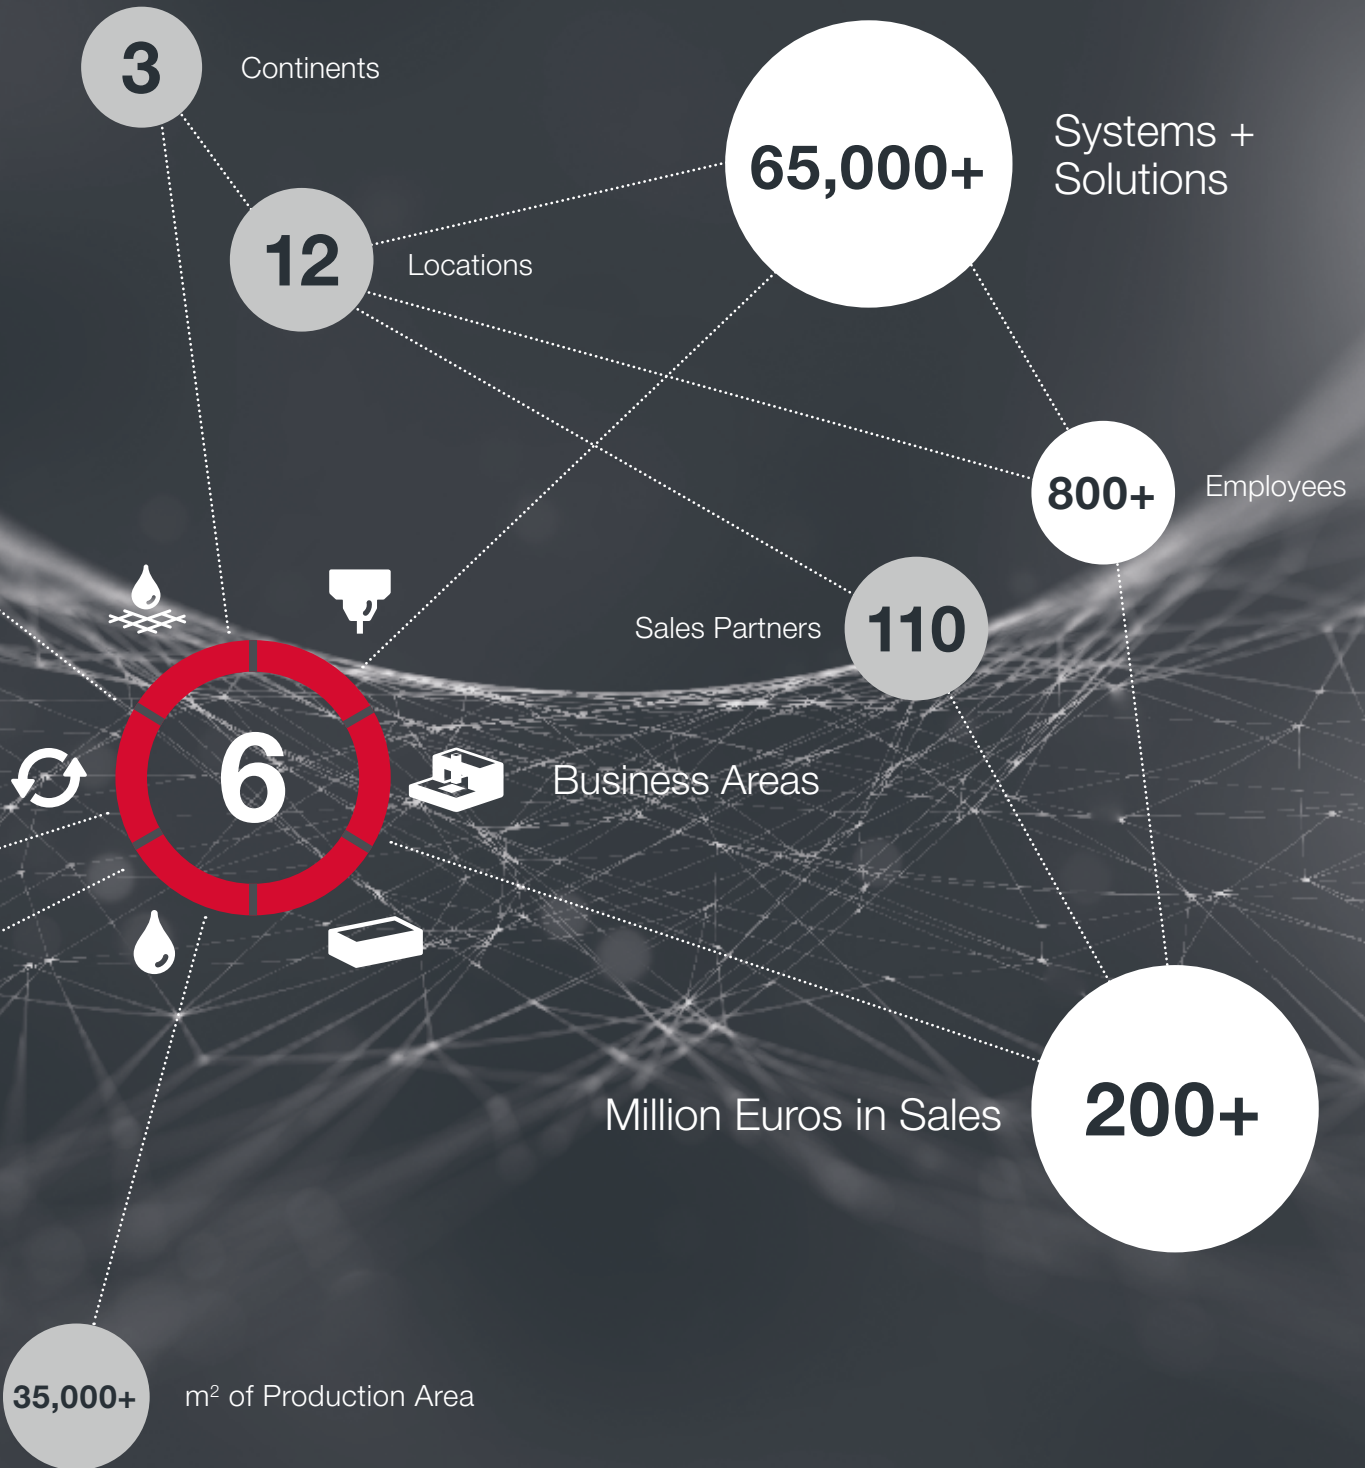 3
Continents
65,000+
Systems +
Solutions
12
Locations
800+
Employees
Sales Partners
110
6
Business Areas
Million Euros in Sales
200+
35,000+
m² of Production Area